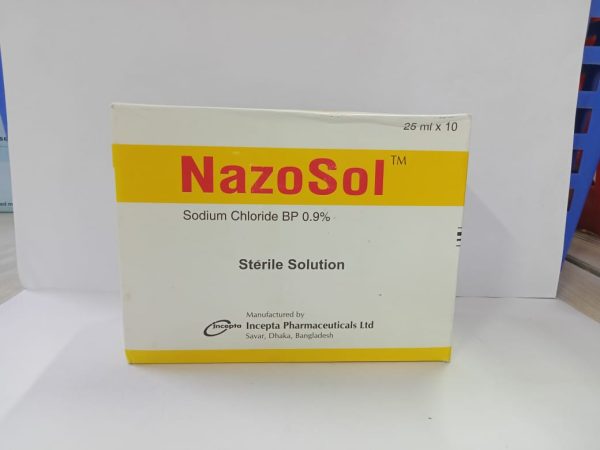 25 ml x 10
NazoSol™
Sodium Chloride BP 0.9%
Sterile Solution
Manufactured by
Incepta Incepta Pharmaceuticals Ltd
Savar, Dhaka, Bangladesh